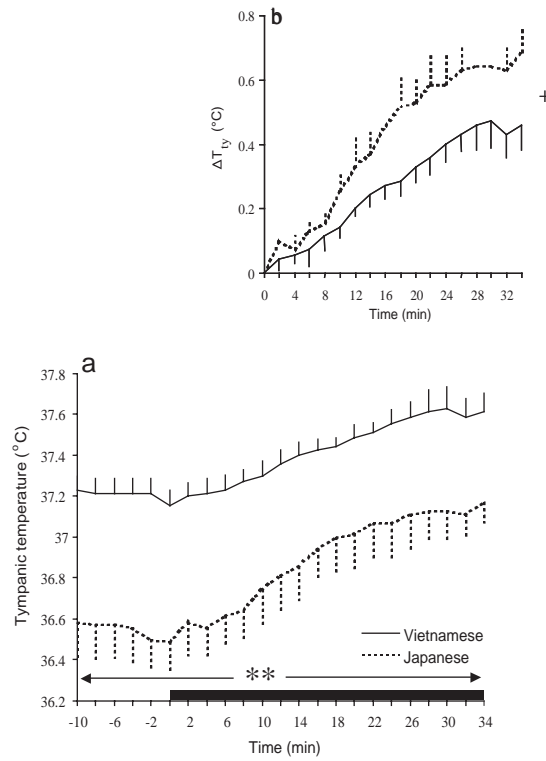 b
0.8
0.6
0.4
0.2
0
ΔTty (°C)
+
0 4 8 12 16 20 24 28 32
Time (min)
a
37.8
37.6
37.4
37.2
37
36.8
36.6
36.4
36.2
Tympanic temperature (°C)
Vietnamese
Japanese
**
-10 -6 -2 2 6 10 14 18 22 26 30 34
Time (min)